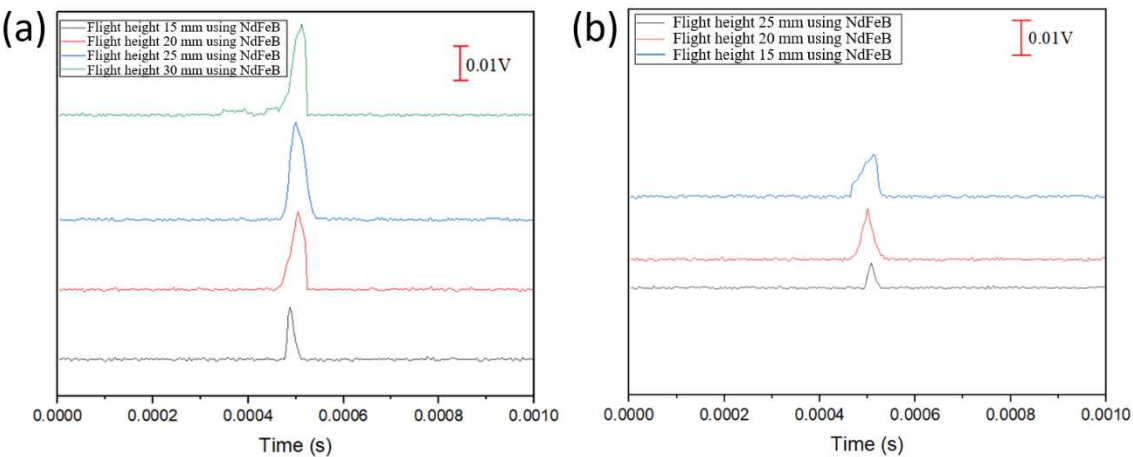 (a)
Flight height 15 mm using NdFeB
Flight height 20 mm using NdFeB
Flight height 25 mm using NdFeB
Flight height 30 mm using NdFeB
0.01V
0.0000 0.0002 0.0004 0.0006 0.0008 0.0010
Time (s)
(b)
Flight height 25 mm using NdFeB
Flight height 20 mm using NdFeB
Flight height 15 mm using NdFeB
0.01V
0.0000 0.0002 0.0004 0.0006 0.0008 0.0010
Time (s)